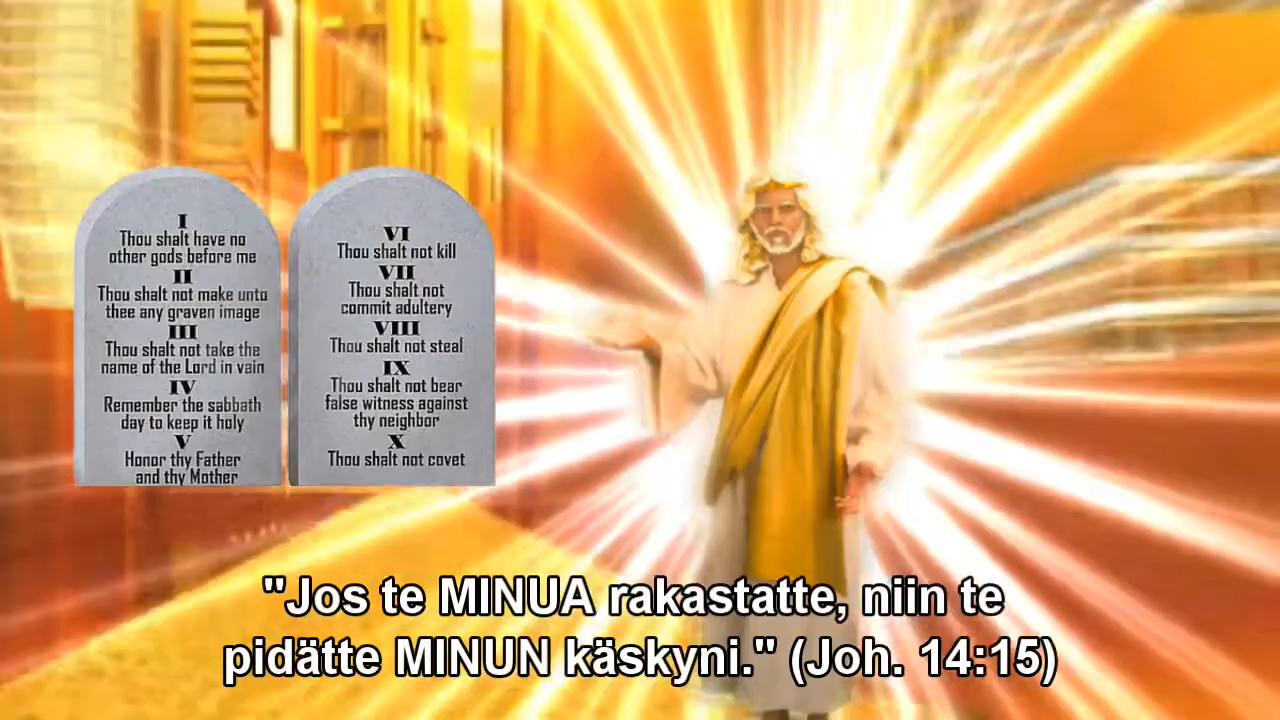 I
Thou shalt have no
other gods before me
II
Thou shalt not make unto
thee any graven image
III
Thou shalt not take the
name of the Lord in vain
IV
Remember the sabbath
day to keep it holy
V
Honor thy Father
and thy Mother
VI
Thou shalt not kill
VII
Thou shalt not
commit adultery
VIII
Thou shalt not steal
IX
Thou shalt not bear
false witness against
thy neighbor
X
Thou shalt not covet
"Jos te MINUA rakastatte, niin te
pidätte MINUN käskyni." (Joh. 14:15)